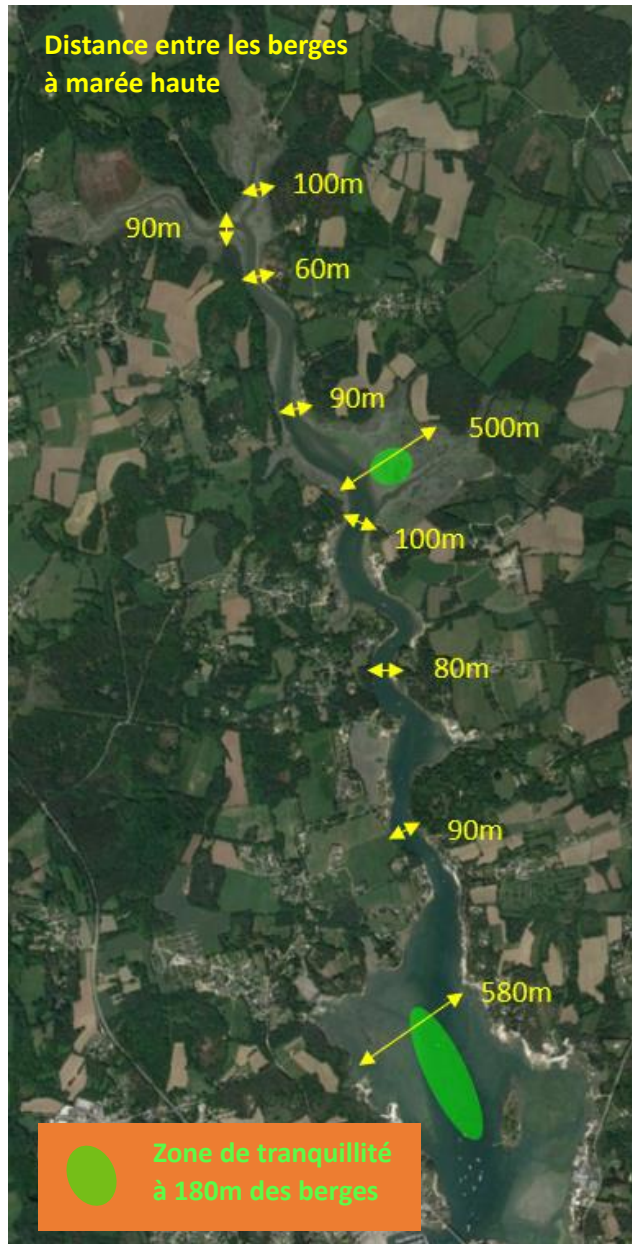 Distance entre les berges
à marée haute
100m
90m
60m
90m
500m
100m
80m
90m
580m
Zone de tranquillité
à 180m des berges